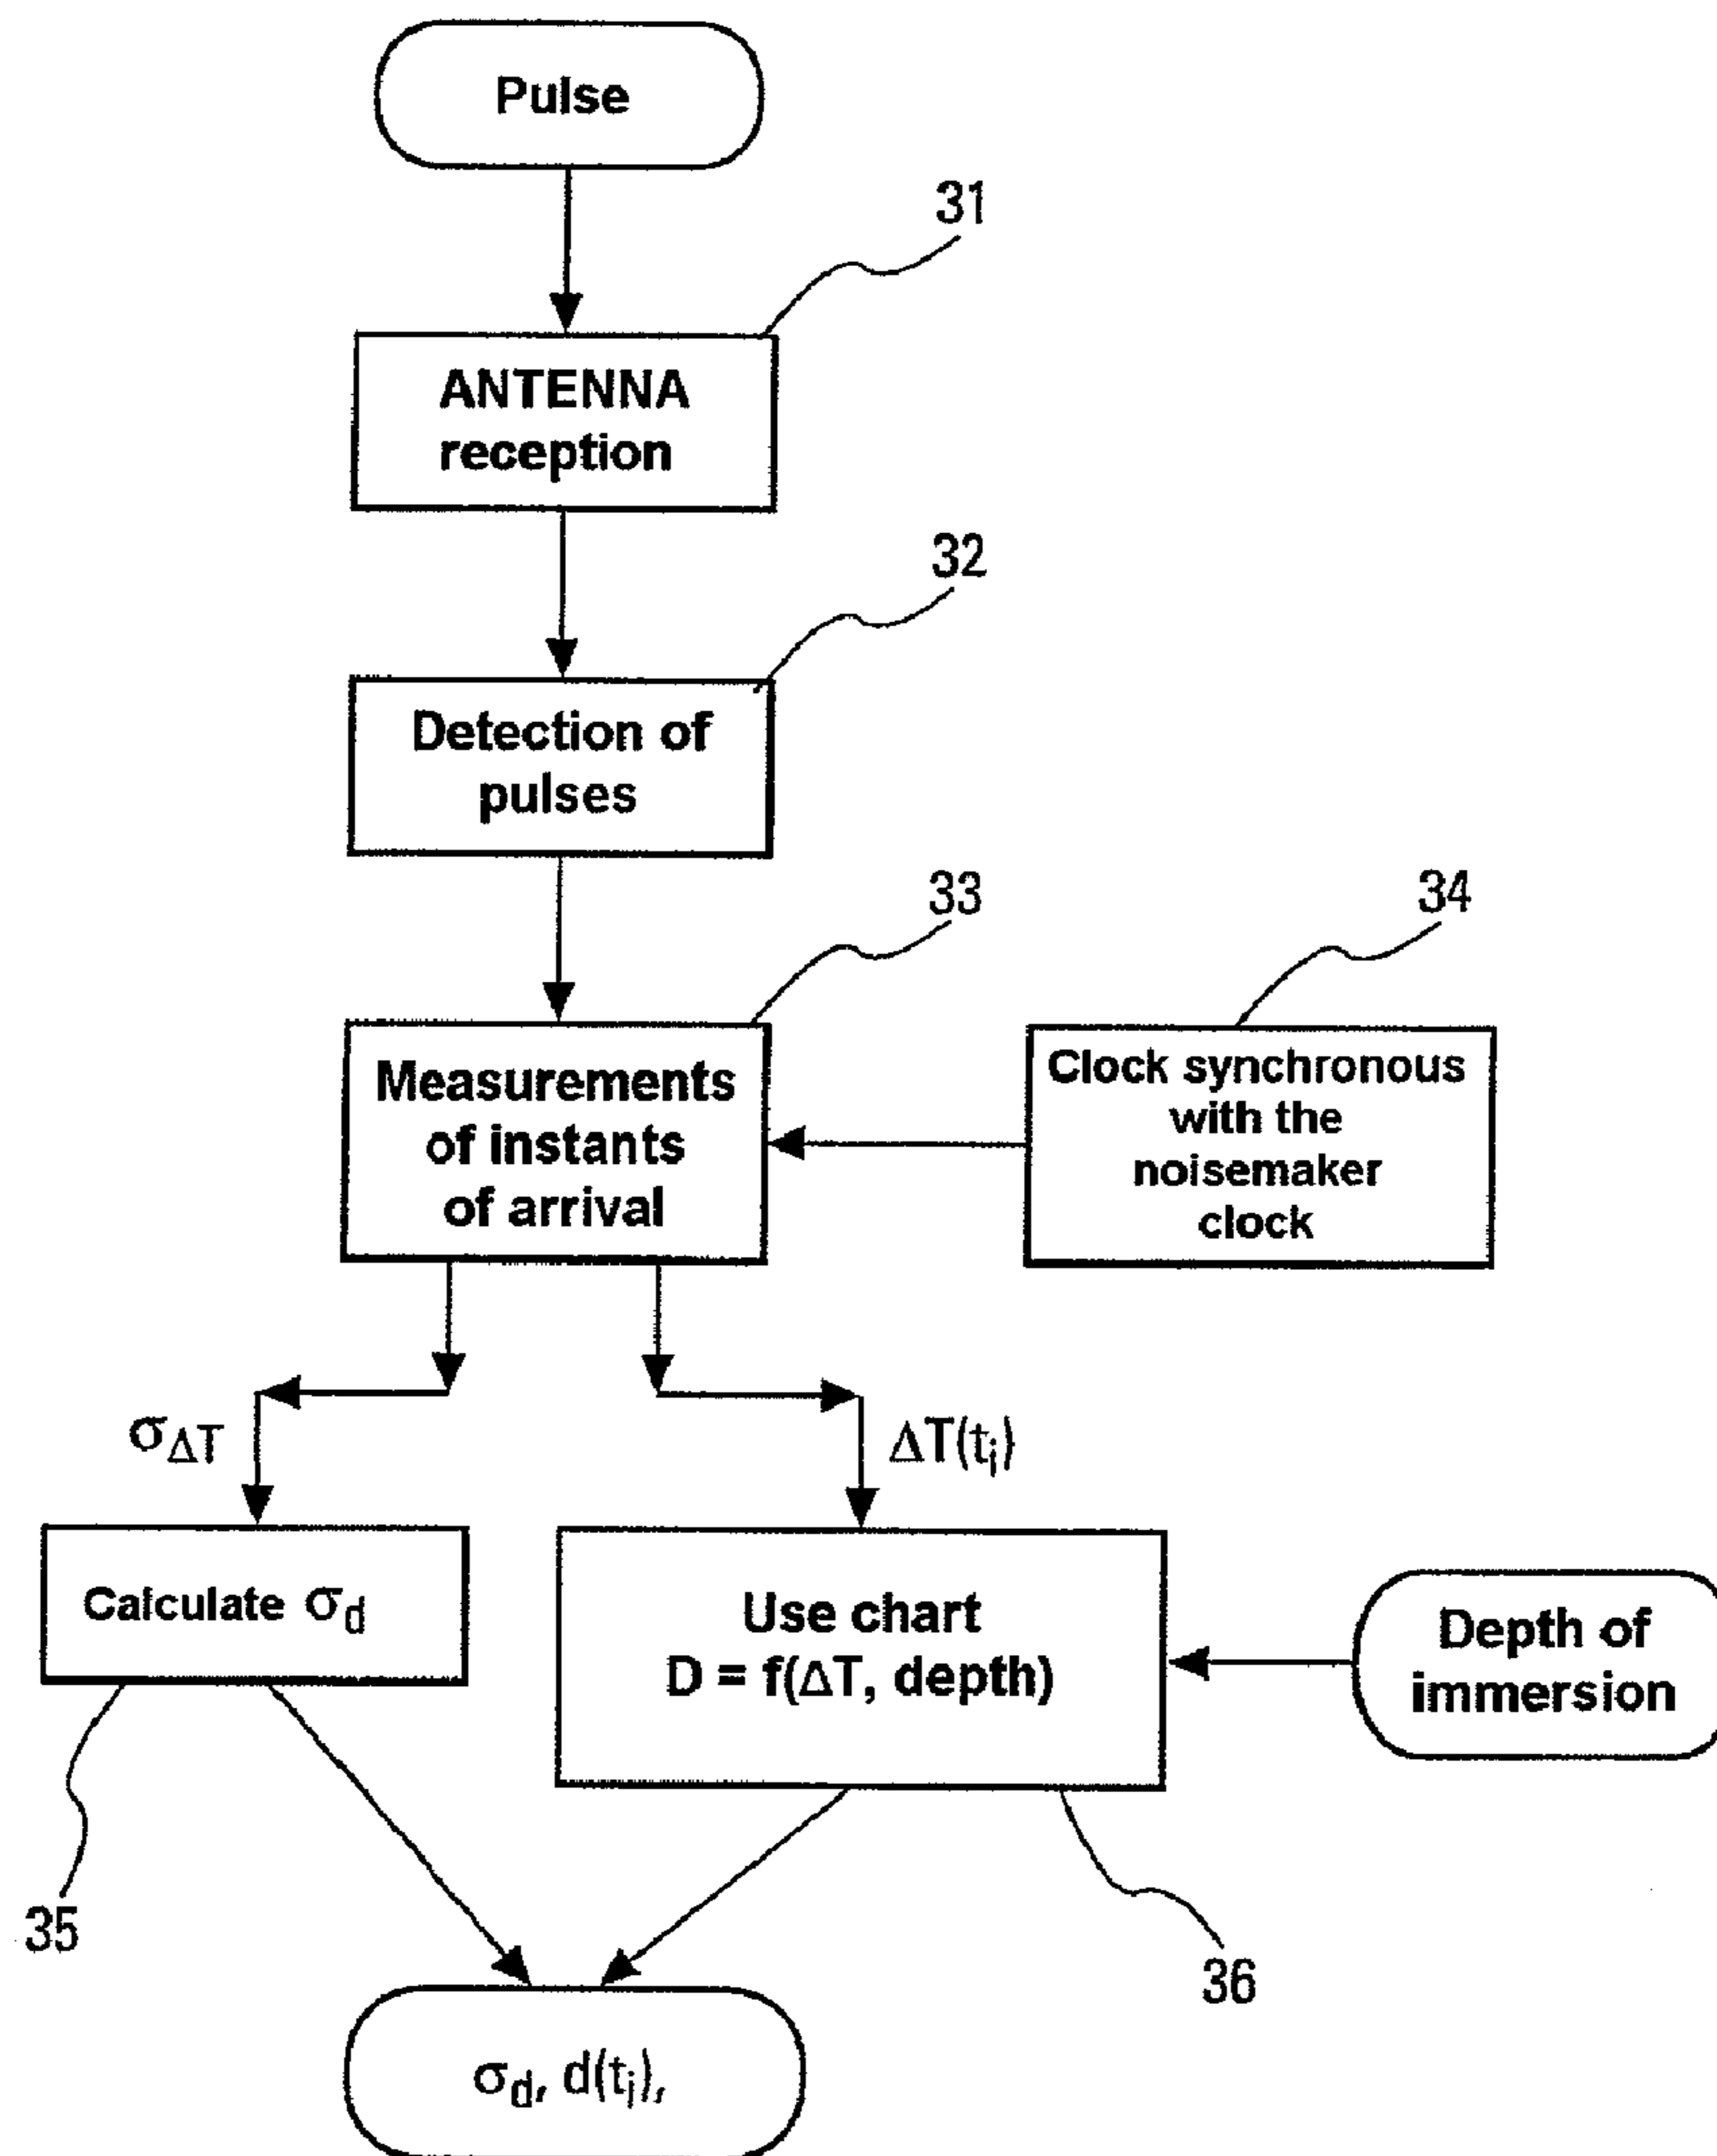 Pulse
31
ANTENNA
reception
32
Detection of
pulses
33
34
Measurements
of instants
of arrival
Clock synchronous
with the
noisemaker
clock
σΔT
ΔT(ti)
Calculate σd
Use chart
D = f(ΔT, depth)
Depth of
immersion
35
36
σd, d(ti),